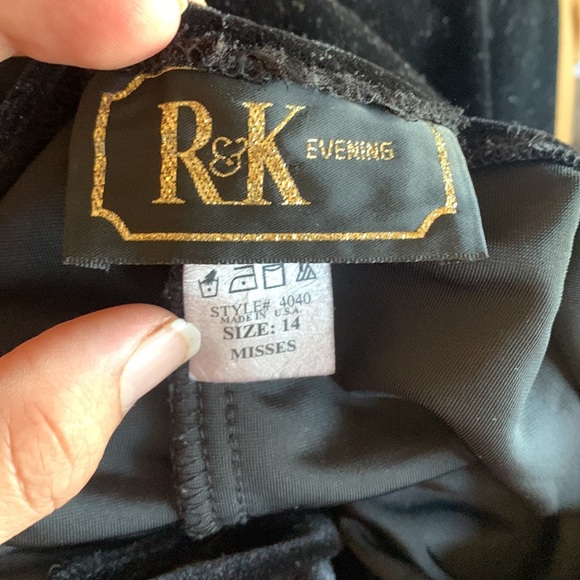 R&K EVENING
STYLE# 4040
MADE IN U.S.A
SIZE: 14
MISSES